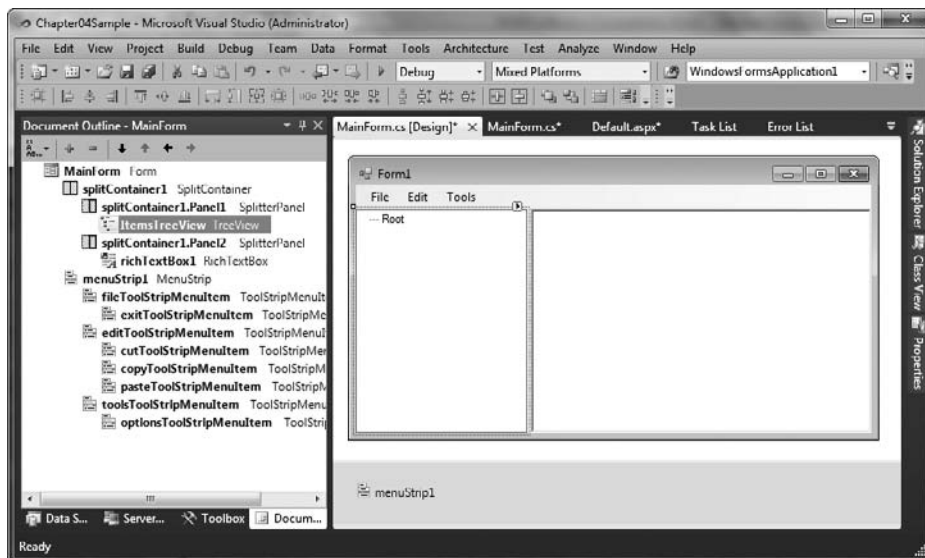 Chapter04Sample - Microsoft Visual Studio (Administrator)
File Edit View Project Build Debug Team Data Format Tools Architecture Test Analyze Window Help
Debug Mixed Platforms WindowsFormsApplication1
Document Outline - MainForm
MainForm.cs [Design]* MainForm.cs* Default.aspx* Task List Error List
MainForm Form
splitContainer1 SplitContainer
splitContainer1.Panel1 SplitterPanel
ItemsTreeView TreeView
splitContainer1.Panel2 SplitterPanel
richTextBox1 RichTextBox
menuStrip1 MenuStrip
fileToolStripMenuItem ToolStripMenuIt
exitToolStripMenuItem ToolStripMe
editToolStripMenuItem ToolStripMenuI
cutToolStripMenuItem ToolStripMen
copyToolStripMenuItem ToolStripM
pasteToolStripMenuItem ToolStripM
toolsToolStripMenuItem ToolStripMenu
optionsToolStripMenuItem ToolStrip
Form1
File Edit Tools
Root
menuStrip1
Solution Explorer
Class View
Properties
Data S... Server... Toolbox Docum...
Ready